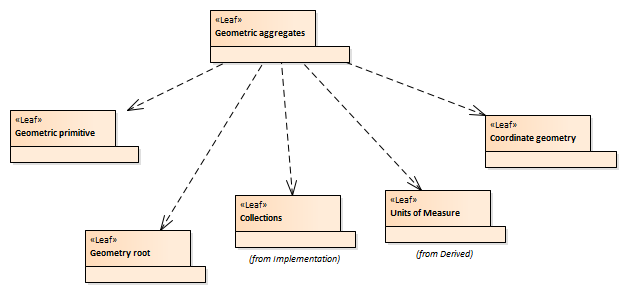 «Leaf»
Geometric aggregates
«Leaf»
Geometric primitive
«Leaf»
Coordinate geometry
«Leaf»
Collections
(from Implementation)
«Leaf»
Units of Measure
(from Derived)
«Leaf»
Geometry root